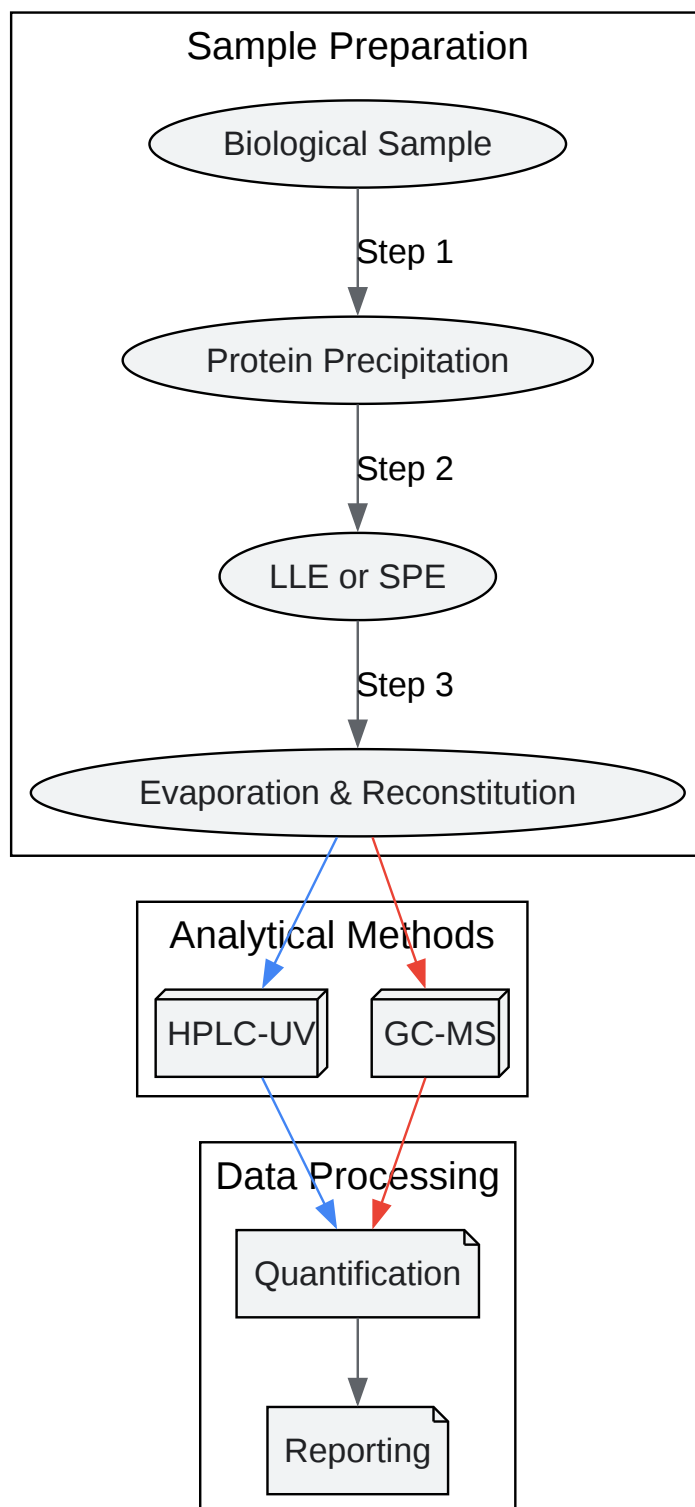 Sample Preparation
Biological Sample
Step 1
Protein Precipitation
Step 2
LLE or SPE
Step 3
Evaporation & Reconstitution
Analytical Methods
HPLC-UV
GC-MS
Data Processing
Quantification
Reporting